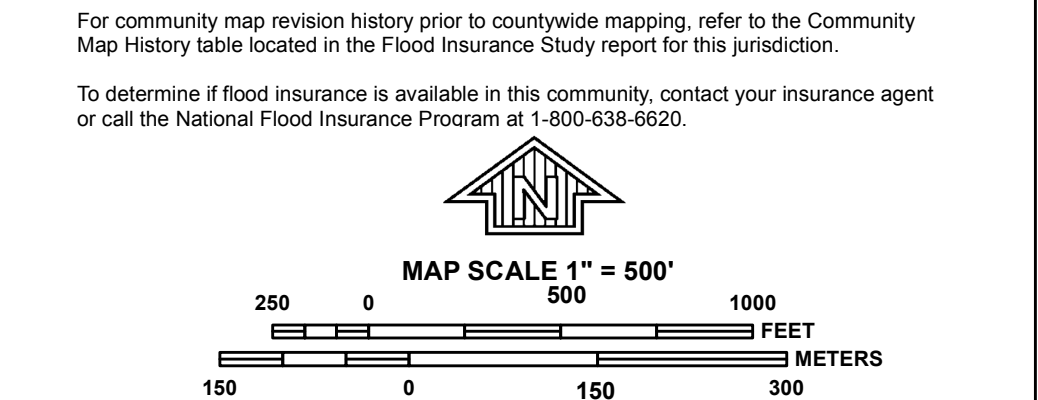 For community map revision history prior to countywide mapping, refer to the Community
Map History table located in the Flood Insurance Study report for this jurisdiction.
To determine if flood insurance is available in this community, contact your insurance agent
or call the National Flood Insurance Program at 1-800-638-6620.
N
MAP SCALE 1" = 500'
250 0 500 1000
FEET
METERS
150 0 150 300